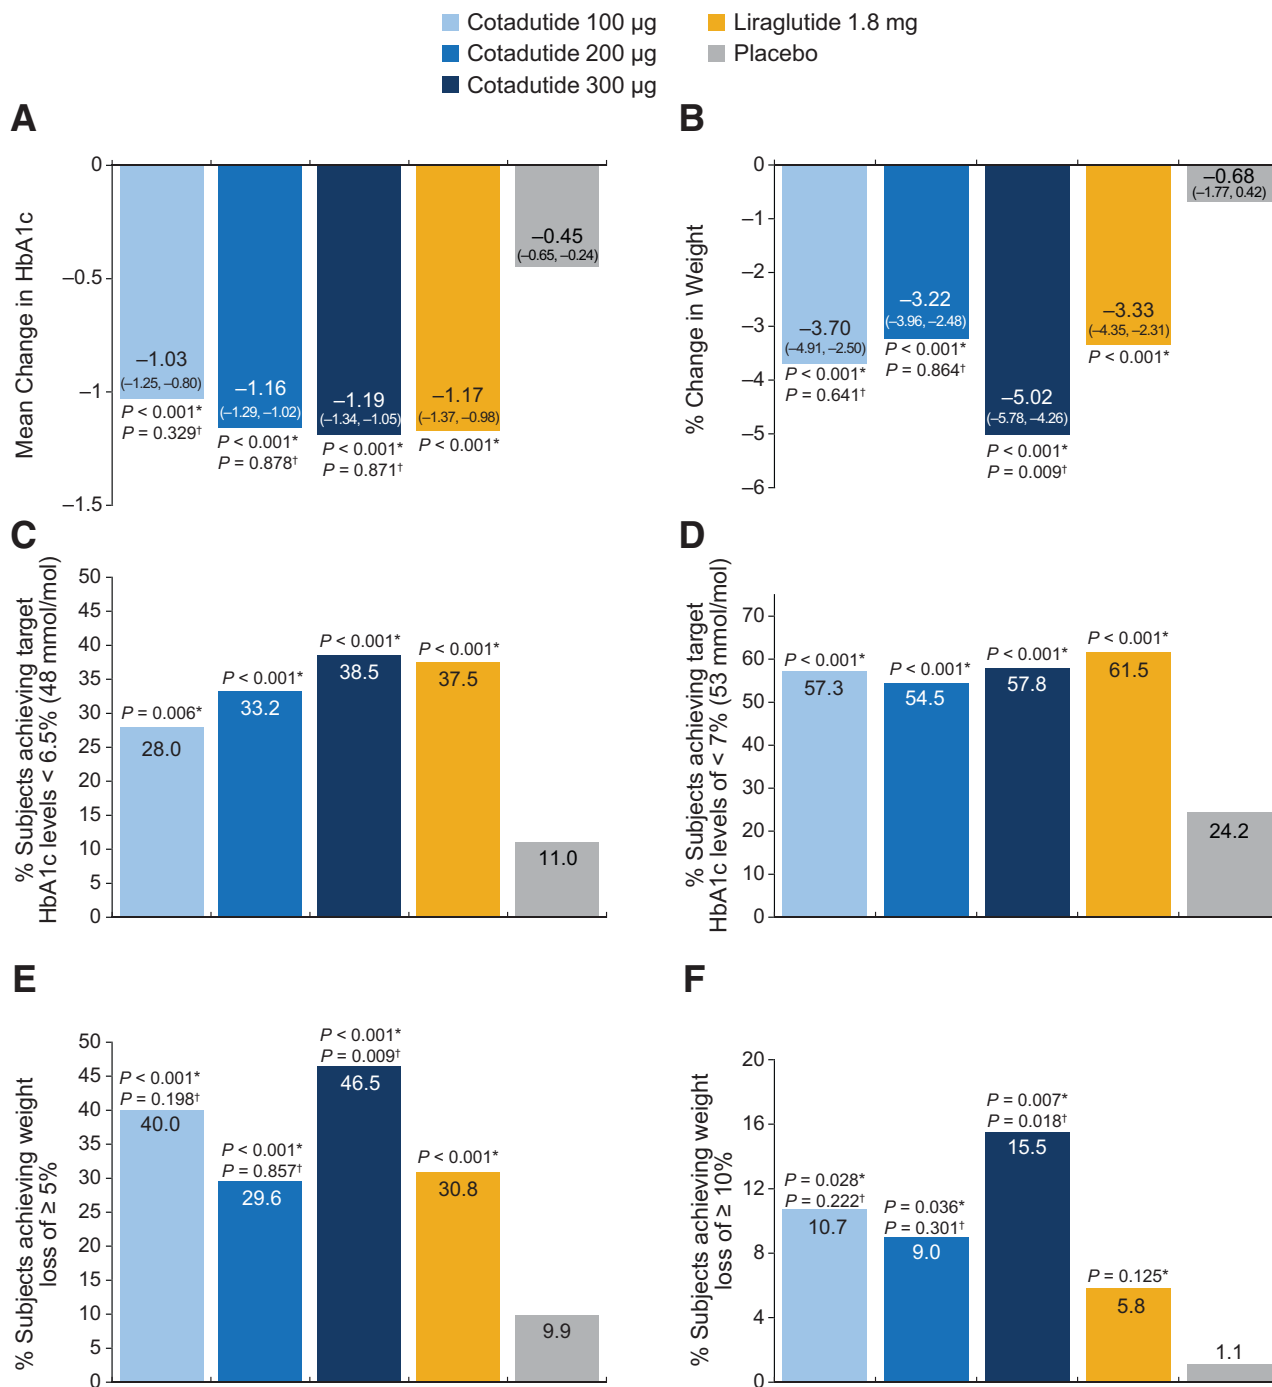 Cotadutide 100 µg
Cotadutide 200 µg
Cotadutide 300 µg
Liraglutide 1.8 mg
Placebo
A
Mean Change in HbA1c
0
–0.5
–1
–1.5
–1.03
(–1.25, –0.80)
P < 0.001*
P = 0.329†
–1.16
(–1.29, –1.02)
P < 0.001*
P = 0.878†
–1.19
(–1.34, –1.05)
P < 0.001*
P = 0.871†
–1.17
(–1.37, –0.98)
P < 0.001*
–0.45
(–0.65, –0.24)
B
% Change in Weight
0
–1
–2
–3
–4
–5
–6
–3.70
(–4.91, –2.50)
P < 0.001*
P = 0.641†
–3.22
(–3.96, –2.48)
P < 0.001*
P = 0.864†
–5.02
(–5.78, –4.26)
P < 0.001*
P = 0.009†
–3.33
(–4.35, –2.31)
P < 0.001*
–0.68
(–1.77, 0.42)
C
% Subjects achieving target
HbA1c levels < 6.5% (48 mmol/mol)
50
45
40
35
30
25
20
15
10
5
0
P = 0.006*
28.0
P < 0.001*
33.2
P < 0.001*
38.5
P < 0.001*
37.5
11.0
D
% Subjects achieving target
HbA1c levels of < 7% (53 mmol/mol)
70
60
50
40
30
20
10
0
P < 0.001*
57.3
P < 0.001*
54.5
P < 0.001*
57.8
P < 0.001*
61.5
24.2
E
% Subjects achieving weight
loss of ≥ 5%
50
45
40
35
30
25
20
15
10
5
0
P < 0.001*
P = 0.198†
40.0
P < 0.001*
P = 0.857†
29.6
P < 0.001*
P = 0.009†
46.5
P < 0.001*
30.8
9.9
F
% Subjects achieving weight
loss of ≥ 10%
20
16
12
8
4
0
P = 0.028*
P = 0.222†
10.7
P = 0.036*
P = 0.301†
9.0
P = 0.007*
P = 0.018†
15.5
P = 0.125*
5.8
1.1